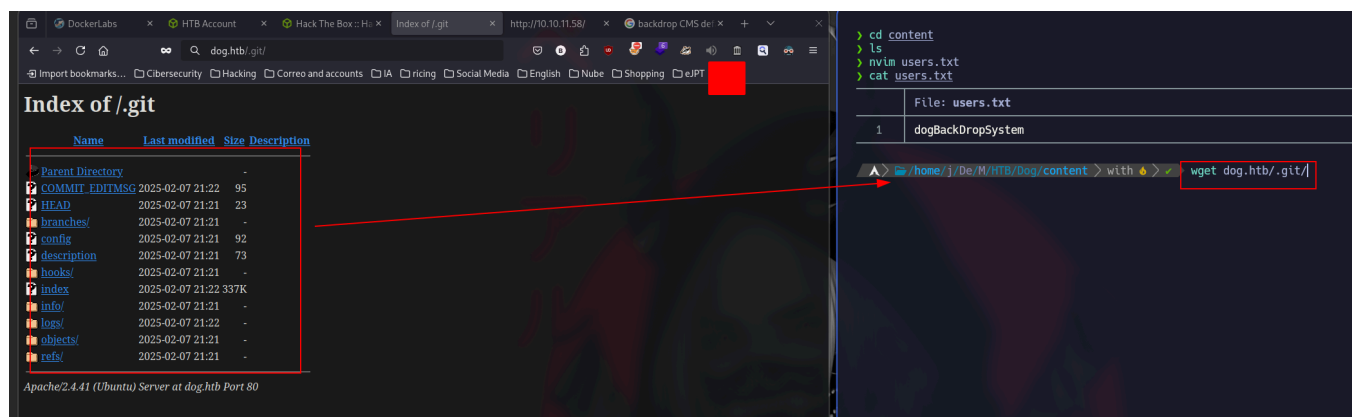 DockerLabs × HTB Account × Hack The Box :: Ha × Index of /.git × http://10.10.11.58/ × backdrop CMS def × +
dog.htb/.git/
Import bookmarks... Cibersecurity Hacking Correo and accounts IA ricing Social Media English Nube Shopping eJPT
Index of /.git
Name Last modified Size Description
Parent Directory -
COMMIT_EDITMSG 2025-02-07 21:22 95
HEAD 2025-02-07 21:21 23
branches/ 2025-02-07 21:21 -
config 2025-02-07 21:21 92
description 2025-02-07 21:21 73
hooks/ 2025-02-07 21:21 -
index 2025-02-07 21:22 337K
info/ 2025-02-07 21:21 -
logs/ 2025-02-07 21:22 -
objects/ 2025-02-07 21:21 -
refs/ 2025-02-07 21:21 -
Apache/2.4.41 (Ubuntu) Server at dog.htb Port 80
❯ cd content
❯ ls
❯ nvim users.txt
❯ cat users.txt
File: users.txt
1 dogBackDropSystem
/home/j/De/M/HTB/Dog/content with ✔ wget dog.htb/.git/